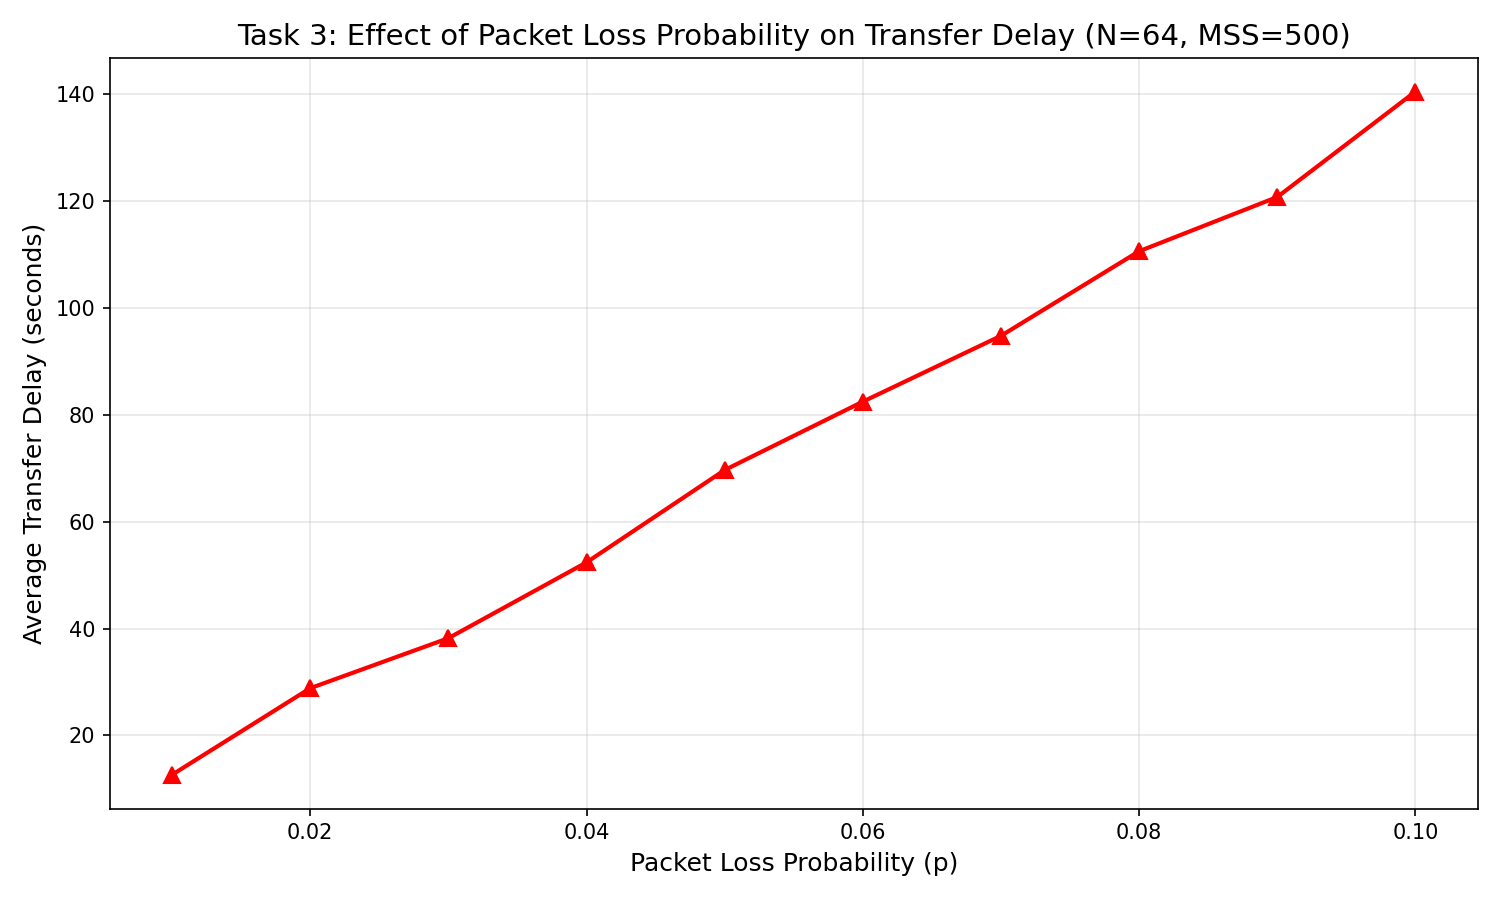 Task 3: Effect of Packet Loss Probability on Transfer Delay (N=64, MSS=500)
Average Transfer Delay (seconds)
140
120
100
80
60
40
20
0.02 0.04 0.06 0.08 0.10
Packet Loss Probability (p)